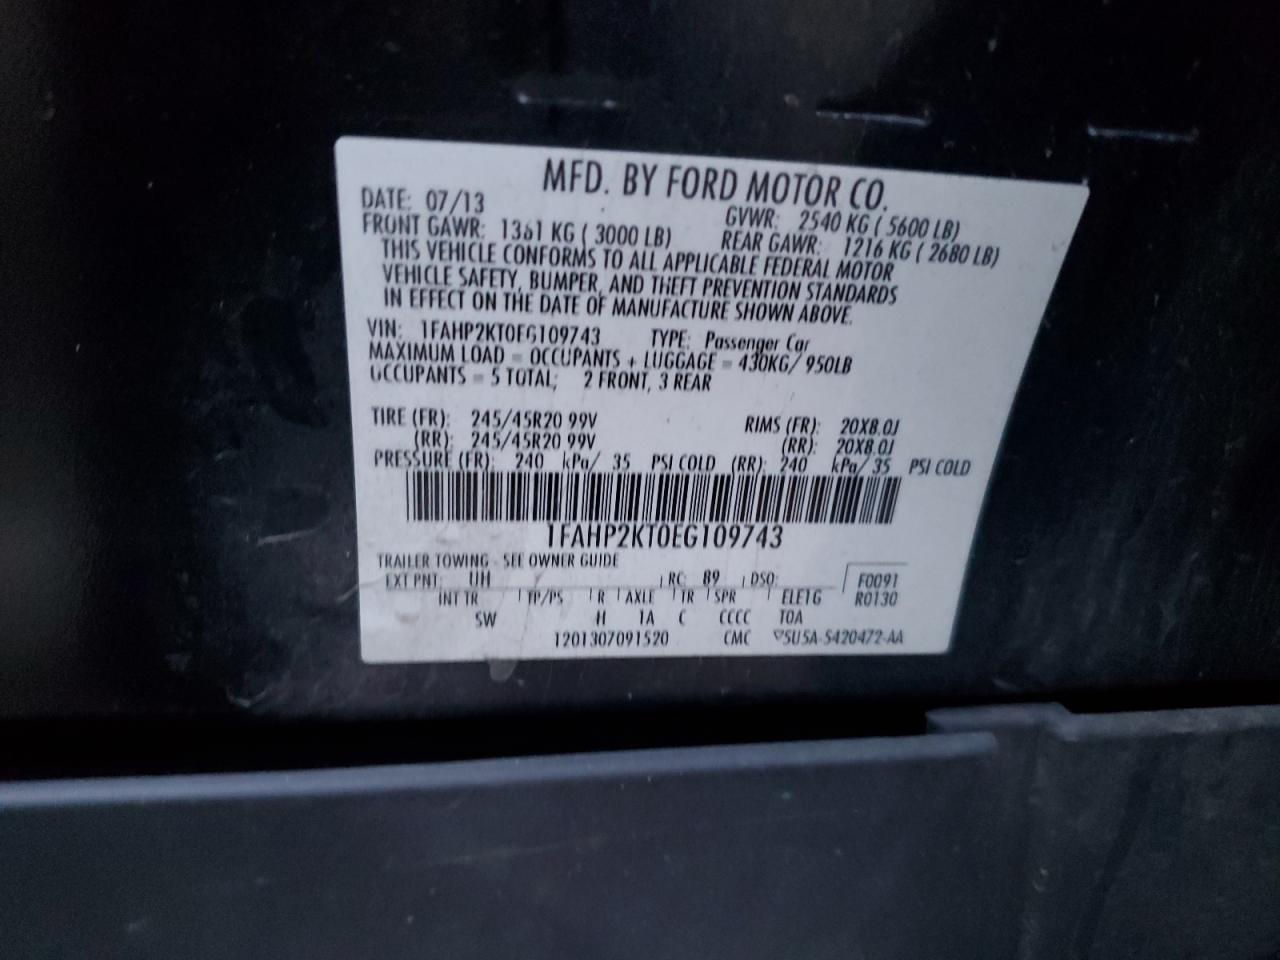 MFD. BY FORD MOTOR CO.
DATE: 07/13 GVWR: 2540 KG ( 5600 LB)
FRONT GAWR: 1361 KG ( 3000 LB) REAR GAWR: 1216 KG ( 2680 LB)
THIS VEHICLE CONFORMS TO ALL APPLICABLE FEDERAL MOTOR
VEHICLE SAFETY, BUMPER, AND THEFT PREVENTION STANDARDS
IN EFFECT ON THE DATE OF MANUFACTURE SHOWN ABOVE.
VIN: 1FAHP2KT0EG109743 TYPE: Passenger Car
MAXIMUM LOAD = OCCUPANTS + LUGGAGE = 430KG/ 950LB
OCCUPANTS = 5 TOTAL; 2 FRONT, 3 REAR
TIRE (FR): 245/45R20 99V RIMS (FR): 20X8.0J
(RR): 245/45R20 99V (RR): 20X8.0J
PRESSURE (FR): 240 kPa/ 35 PSI COLD (RR): 240 kPa/ 35 PSI COLD
1FAHP2KT0EG109743
TRAILER TOWING - SEE OWNER GUIDE
EXT PNT: UH RC: 89 DSO: F0091
INT TR TP/PS R AXLE TR SPR ELE1G R0130
SW H 1A C CCCC TOA
1201307091520 CMC ▽5U5A-5420472-AA